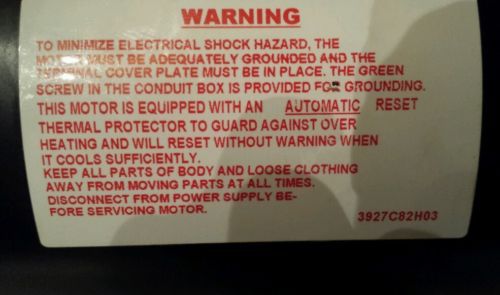 WARNING
TO MINIMIZE ELECTRICAL SHOCK HAZARD, THE
MOTOR MUST BE ADEQUATELY GROUNDED AND THE
TERMINAL COVER PLATE MUST BE IN PLACE. THE GREEN
SCREW IN THE CONDUIT BOX IS PROVIDED FOR GROUNDING.
THIS MOTOR IS EQUIPPED WITH AN AUTOMATIC RESET
THERMAL PROTECTOR TO GUARD AGAINST OVER
HEATING AND WILL RESET WITHOUT WARNING WHEN
IT COOLS SUFFICIENTLY.
KEEP ALL PARTS OF BODY AND LOOSE CLOTHING
AWAY FROM MOVING PARTS AT ALL TIMES.
DISCONNECT FROM POWER SUPPLY BE-
FORE SERVICING MOTOR.
3927C82H03